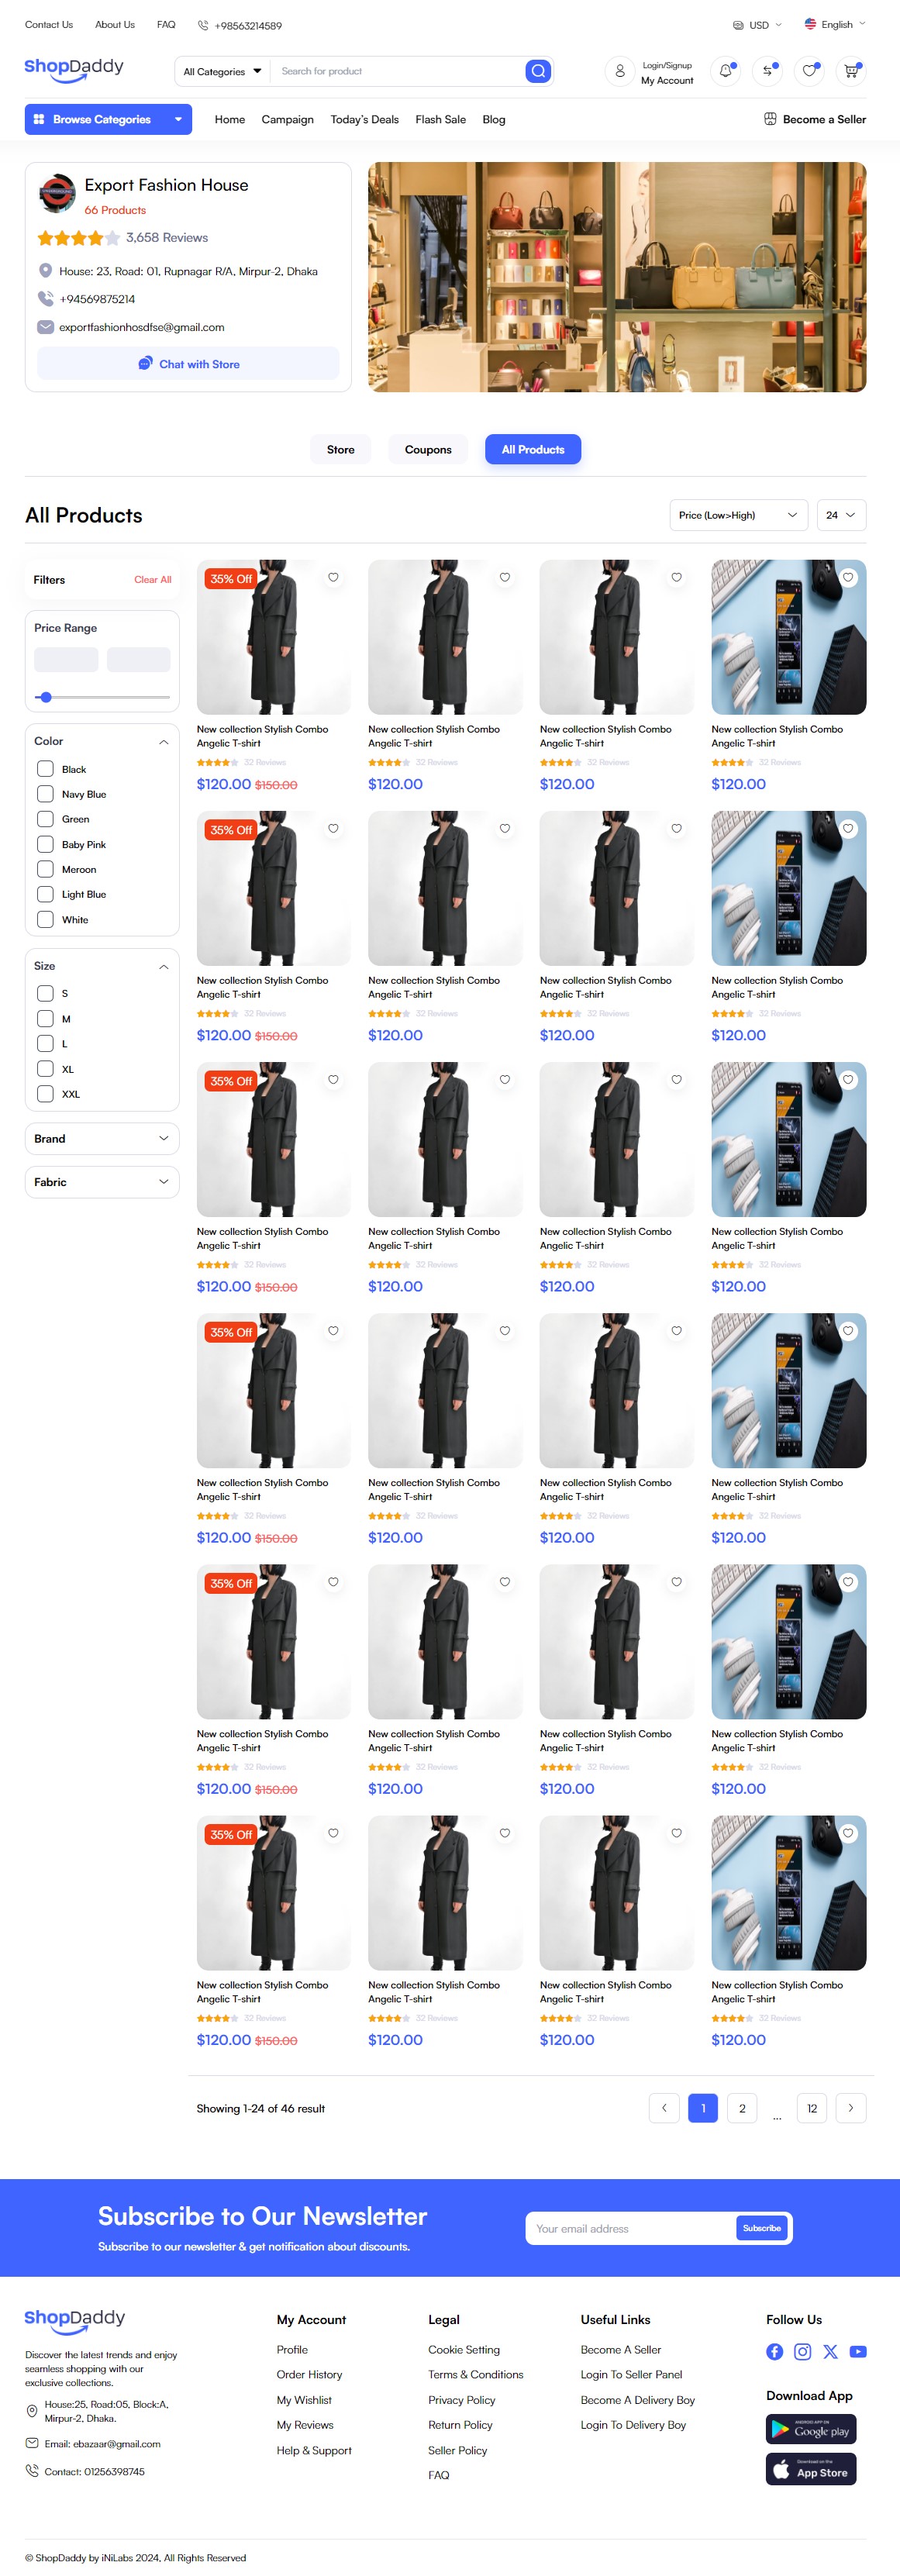 Contact Us About Us FAQ +98563214589 USD English
ShopDaddy All Categories Search for product Login/Signup
My Account
Browse Categories Home Campaign Today's Deals Flash Sale Blog Become a Seller
Export Fashion House
66 Products
3,658 Reviews
House: 23, Road: 01, Rupnagar R/A, Mirpur-2, Dhaka
+94569875214
exportfashionhosdfse@gmail.com
Chat with Store
Store Coupons All Products
All Products Price (Low>High) 24
Filters Clear All
Price Range
Color
Black
Navy Blue
Green
Baby Pink
Meroon
Light Blue
White
Size
S
M
L
XL
XXL
Brand
Fabric
35% Off
New collection Stylish Combo New collection Stylish Combo New collection Stylish Combo New collection Stylish Combo
Angelic T-shirt Angelic T-shirt Angelic T-shirt Angelic T-shirt
32 Reviews 32 Reviews 32 Reviews 32 Reviews
$120.00 $150.00 $120.00 $120.00 $120.00
35% Off
New collection Stylish Combo New collection Stylish Combo New collection Stylish Combo New collection Stylish Combo
Angelic T-shirt Angelic T-shirt Angelic T-shirt Angelic T-shirt
32 Reviews 32 Reviews 32 Reviews 32 Reviews
$120.00 $150.00 $120.00 $120.00 $120.00
35% Off
New collection Stylish Combo New collection Stylish Combo New collection Stylish Combo New collection Stylish Combo
Angelic T-shirt Angelic T-shirt Angelic T-shirt Angelic T-shirt
32 Reviews 32 Reviews 32 Reviews 32 Reviews
$120.00 $150.00 $120.00 $120.00 $120.00
35% Off
New collection Stylish Combo New collection Stylish Combo New collection Stylish Combo New collection Stylish Combo
Angelic T-shirt Angelic T-shirt Angelic T-shirt Angelic T-shirt
32 Reviews 32 Reviews 32 Reviews 32 Reviews
$120.00 $150.00 $120.00 $120.00 $120.00
35% Off
New collection Stylish Combo New collection Stylish Combo New collection Stylish Combo New collection Stylish Combo
Angelic T-shirt Angelic T-shirt Angelic T-shirt Angelic T-shirt
32 Reviews 32 Reviews 32 Reviews 32 Reviews
$120.00 $150.00 $120.00 $120.00 $120.00
35% Off
New collection Stylish Combo New collection Stylish Combo New collection Stylish Combo New collection Stylish Combo
Angelic T-shirt Angelic T-shirt Angelic T-shirt Angelic T-shirt
32 Reviews 32 Reviews 32 Reviews 32 Reviews
$120.00 $150.00 $120.00 $120.00 $120.00
Showing 1-24 of 46 result 1 2 ... 12
Subscribe to Our Newsletter
Subscribe to our newsletter & get notification about discounts.
Your email address Subscribe
ShopDaddy
Discover the latest trends and enjoy
seamless shopping with our
exclusive collections.
House:25, Road:05, Block:A,
Mirpur-2, Dhaka.
Email: ebazaar@gmail.com
Contact: 01256398745
My Account
Profile
Order History
My Wishlist
My Reviews
Help & Support
Legal
Cookie Setting
Terms & Conditions
Privacy Policy
Return Policy
Seller Policy
FAQ
Useful Links
Become A Seller
Login To Seller Panel
Become A Delivery Boy
Login To Delivery Boy
Follow Us
Download App
ANDROID APP ON
Google play
Download on the
App Store
© ShopDaddy by iNiLabs 2024, All Rights Reserved